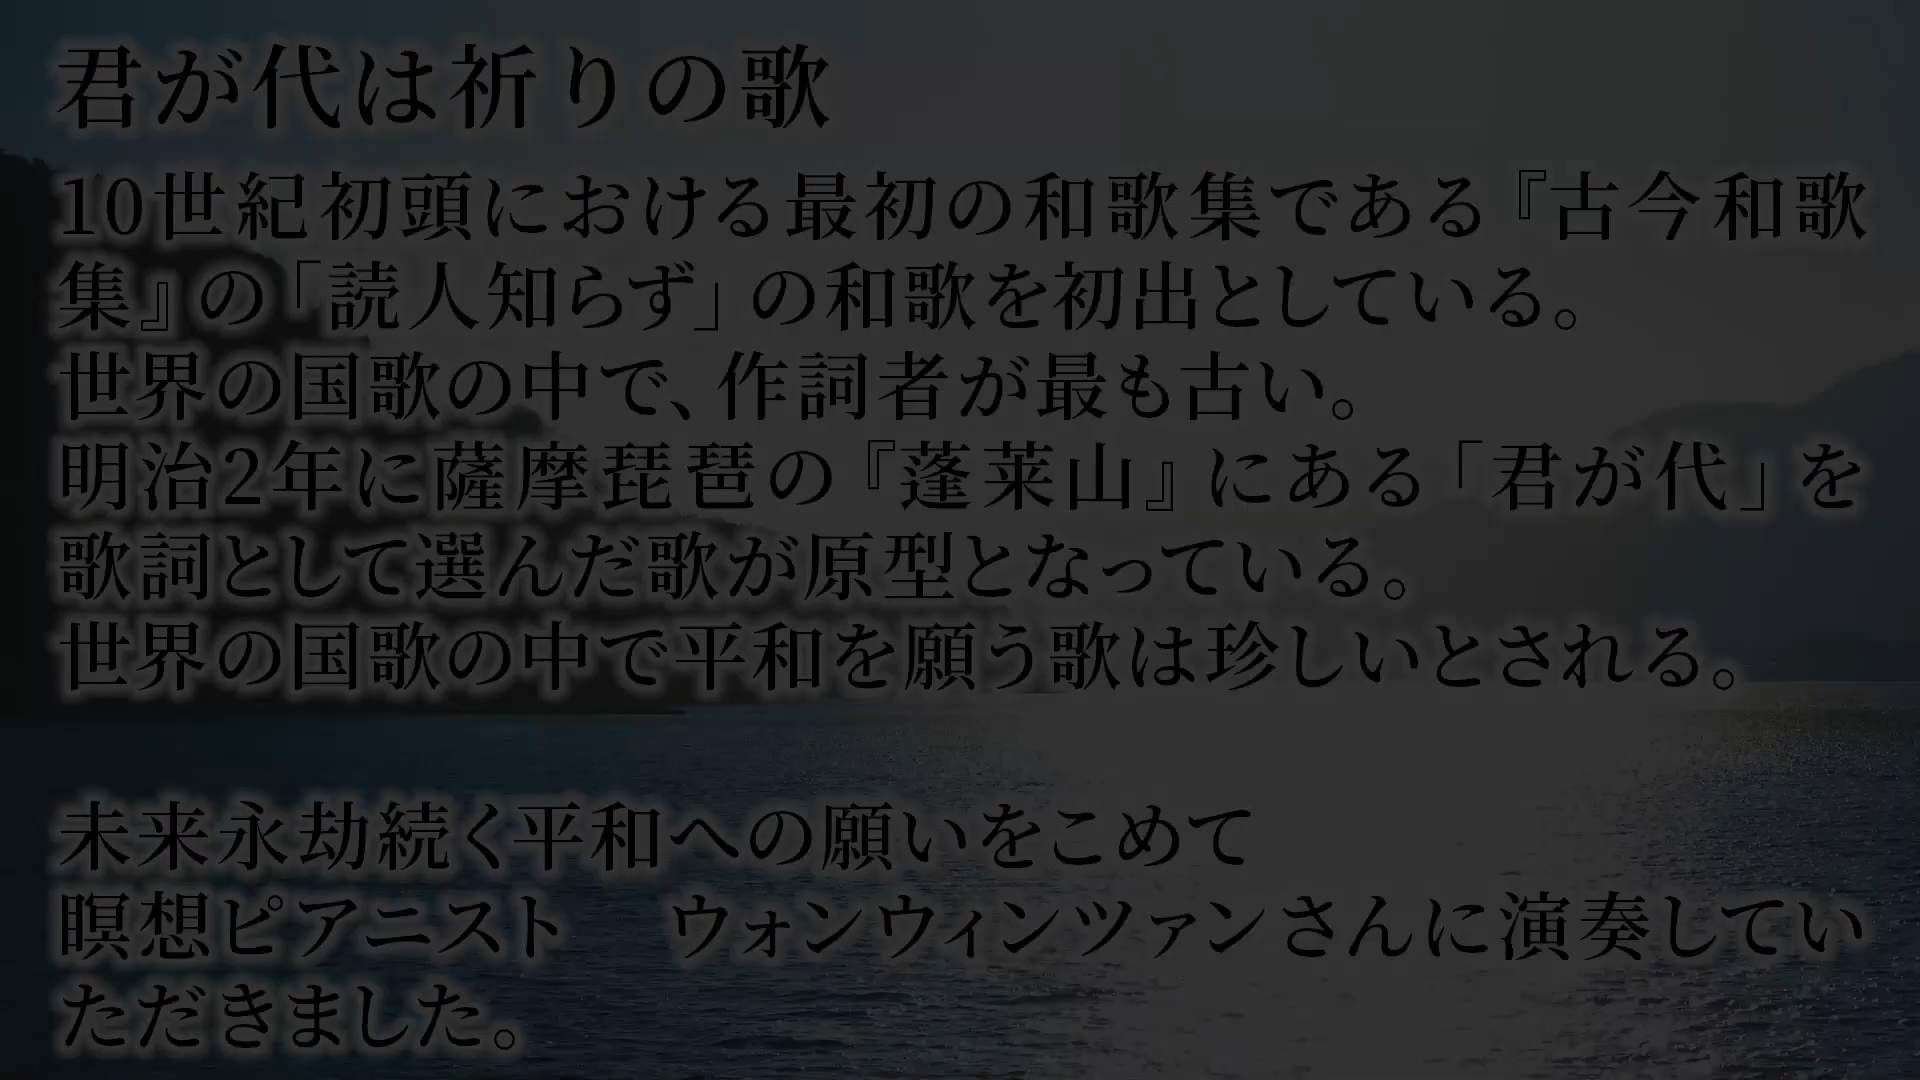 君が代は祈りの歌
10世紀初頭における最初の和歌集である『古今和歌
集』の「読人知らず」の和歌を初出としている。
世界の国歌の中で、作詞者が最も古い。
明治2年に薩摩琵琶の『蓬莱山』にある「君が代」を
歌詞として選んだ歌が原型となっている。
世界の国歌の中で平和を願う歌は珍しいとされる。
未来永劫続く平和への願いをこめて
瞑想ピアニスト　ウォンウィンツァンさんに演奏してい
ただきました。